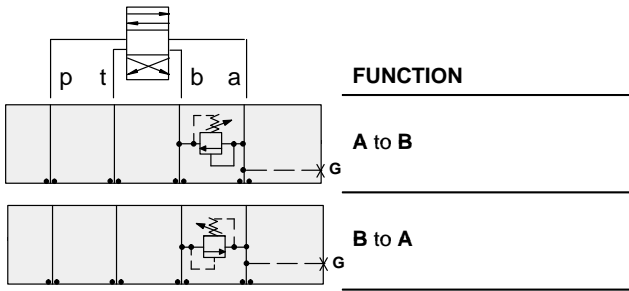 p t b a
FUNCTION
A to B
G
B to A
G